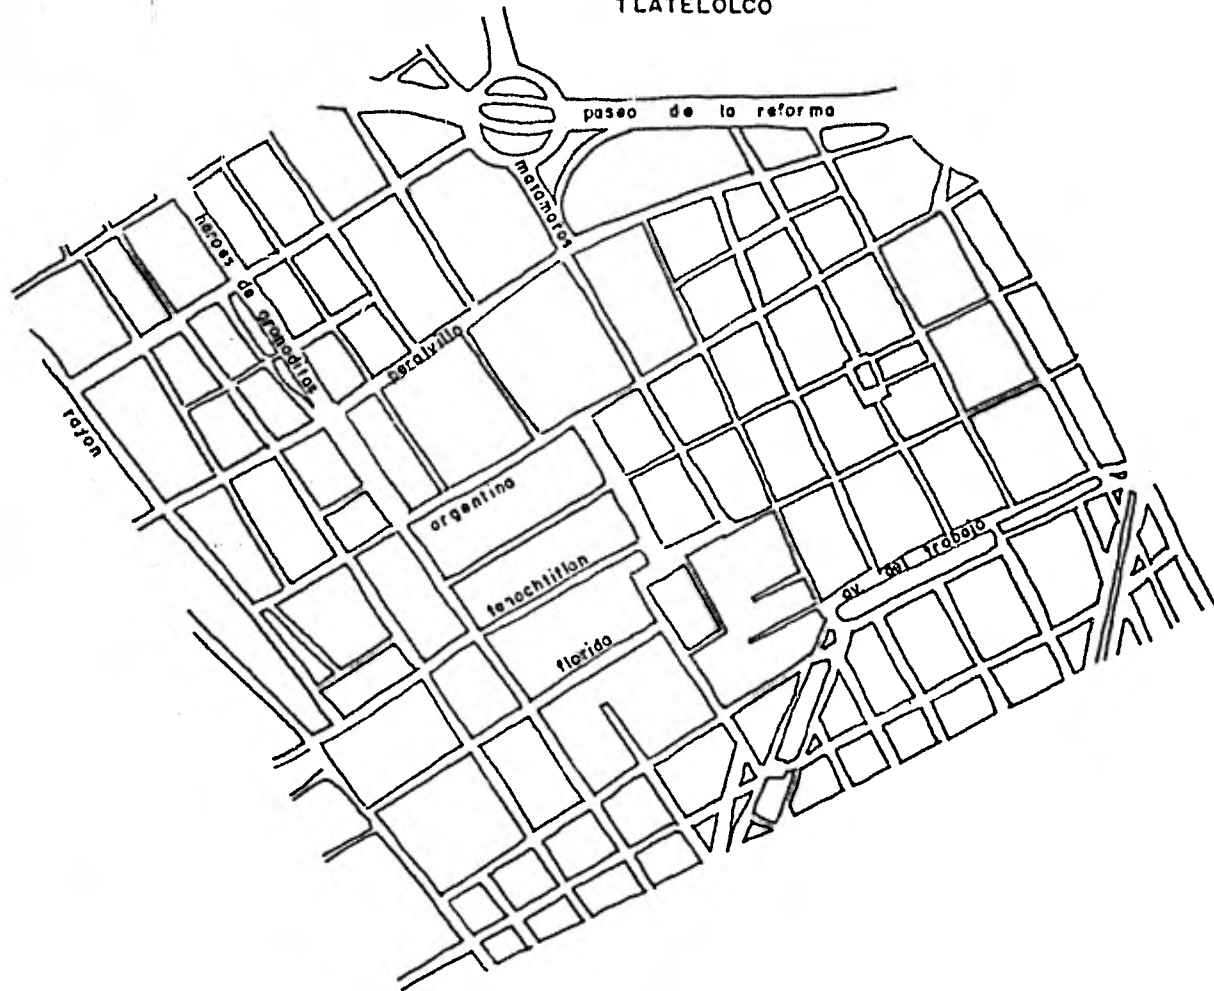 TLATELOLCO
paseo de la reforma
matamoros
heroes de granaditas
peralvillo
rayon
argentina
tenochtitlan
av. del trabajo
florida